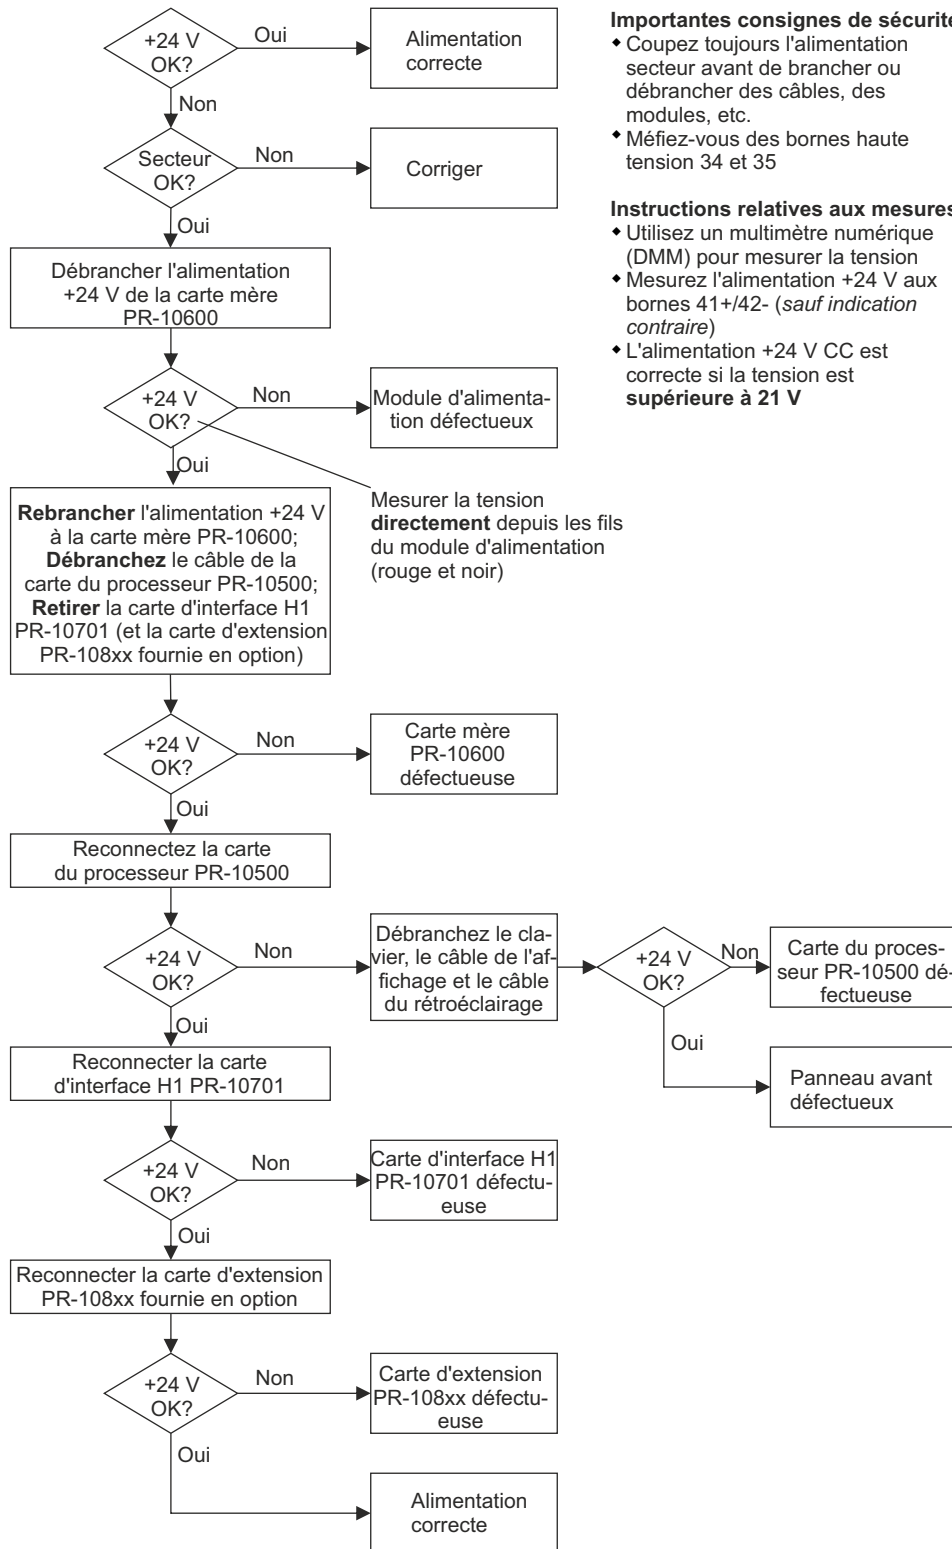 +24 V
OK?
Oui
Alimentation
correcte
Non
Secteur
OK?
Non
Corriger
Oui
Débrancher l'alimentation
+24 V de la carte mère
PR-10600
+24 V
OK?
Non
Module d'alimenta-
tion défectueux
Oui
Mesurer la tension
directement depuis les fils
du module d'alimentation
(rouge et noir)
Rebrancher l'alimentation +24 V
à la carte mère PR-10600;
Débranchez le câble de la
carte du processeur PR-10500;
Retirer la carte d'interface H1
PR-10701 (et la carte d'extension
PR-108xx fournie en option)
+24 V
OK?
Non
Carte mère
PR-10600
défectueuse
Oui
Reconnectez la carte
du processeur PR-10500
+24 V
OK?
Non
Débranchez le cla-
vier, le câble de l'af-
fichage et le câble
du rétroéclairage
+24 V
OK?
Non
Carte du proces-
seur PR-10500 dé-
fectueuse
Oui
Panneau avant
défectueux
Oui
Reconnecter la carte
d'interface H1 PR-10701
+24 V
OK?
Non
Carte d'interface H1
PR-10701 défectu-
euse
Oui
Reconnecter la carte d'extension
PR-108xx fournie en option
+24 V
OK?
Non
Carte d'extension
PR-108xx défectu-
euse
Oui
Alimentation
correcte
Importantes consignes de sécurité
◆ Coupez toujours l'alimentation
secteur avant de brancher ou
débrancher des câbles, des
modules, etc.
◆ Méfiez-vous des bornes haute
tension 34 et 35
Instructions relatives aux mesures
◆ Utilisez un multimètre numérique
(DMM) pour mesurer la tension
◆ Mesurez l'alimentation +24 V aux
bornes 41+/42- (sauf indication
contraire)
◆ L'alimentation +24 V CC est
correcte si la tension est
supérieure à 21 V